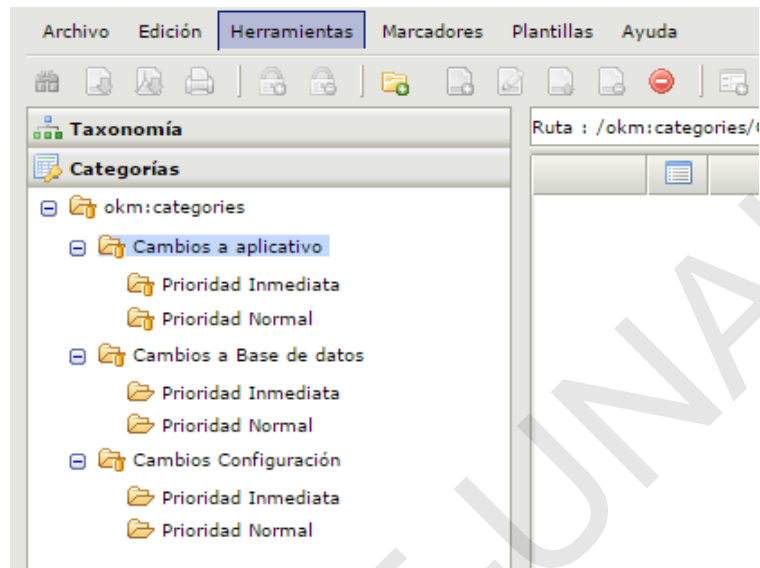 Archivo Edición Herramientas Marcadores Plantillas Ayuda
Taxonomía
Ruta : /okm:categories/
Categorías
okm:categories
Cambios a aplicativo
Prioridad Inmediata
Prioridad Normal
Cambios a Base de datos
Prioridad Inmediata
Prioridad Normal
Cambios Configuración
Prioridad Inmediata
Prioridad Normal